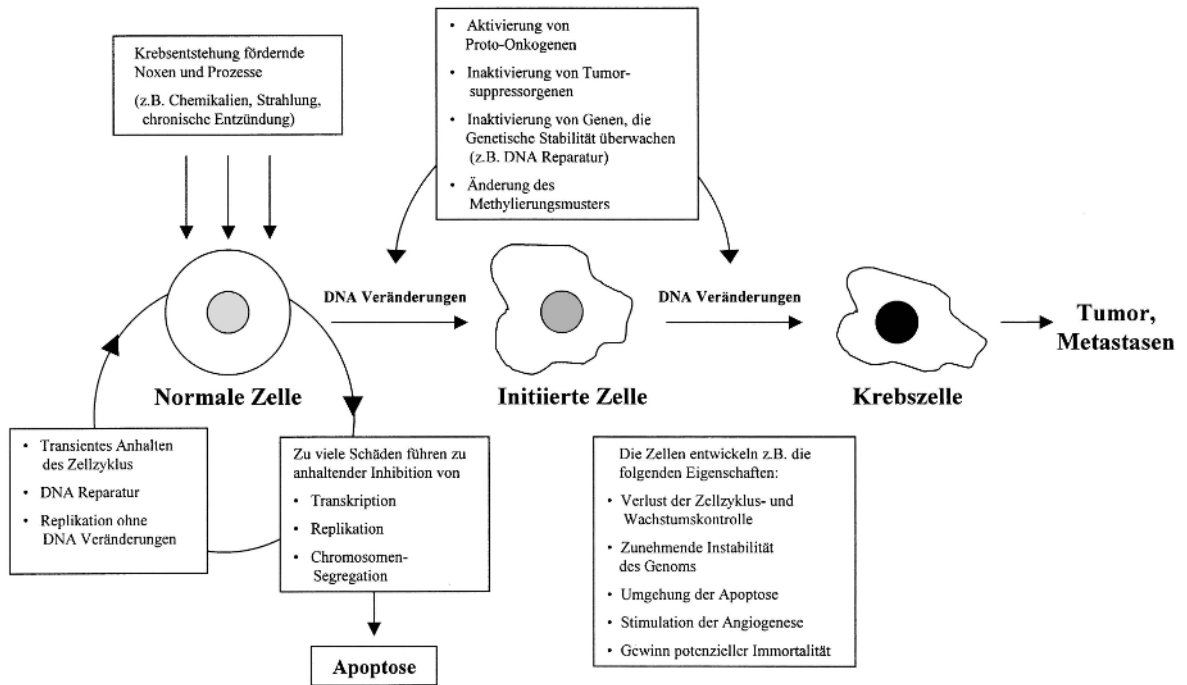 Krebsentstehung fördernde
Noxen und Prozesse
(z.B. Chemikalien, Strahlung,
chronische Entzündung)
• Aktivierung von
Proto-Onkogenen
• Inaktivierung von Tumor-
suppressorgenen
• Inaktivierung von Genen, die
Genetische Stabilität überwachen
(z.B. DNA Reparatur)
• Änderung des
Methylierungsmusters
DNA Veränderungen
DNA Veränderungen
Normale Zelle
Initiierte Zelle
Krebszelle
Tumor,
Metastasen
• Transientes Anhalten
des Zellzyklus
• DNA Reparatur
• Replikation ohne
DNA Veränderungen
Zu viele Schäden führen zu
anhaltender Inhibition von
• Transkription
• Replikation
• Chromosomen-
Segregation
Apoptose
Die Zellen entwickeln z.B. die
folgenden Eigenschaften:
• Verlust der Zellzyklus- und
Wachstumskontrolle
• Zunehmende Instabilität
des Genoms
• Umgehung der Apoptose
• Stimulation der Angiogenese
• Gewinn potenzieller Immortalität